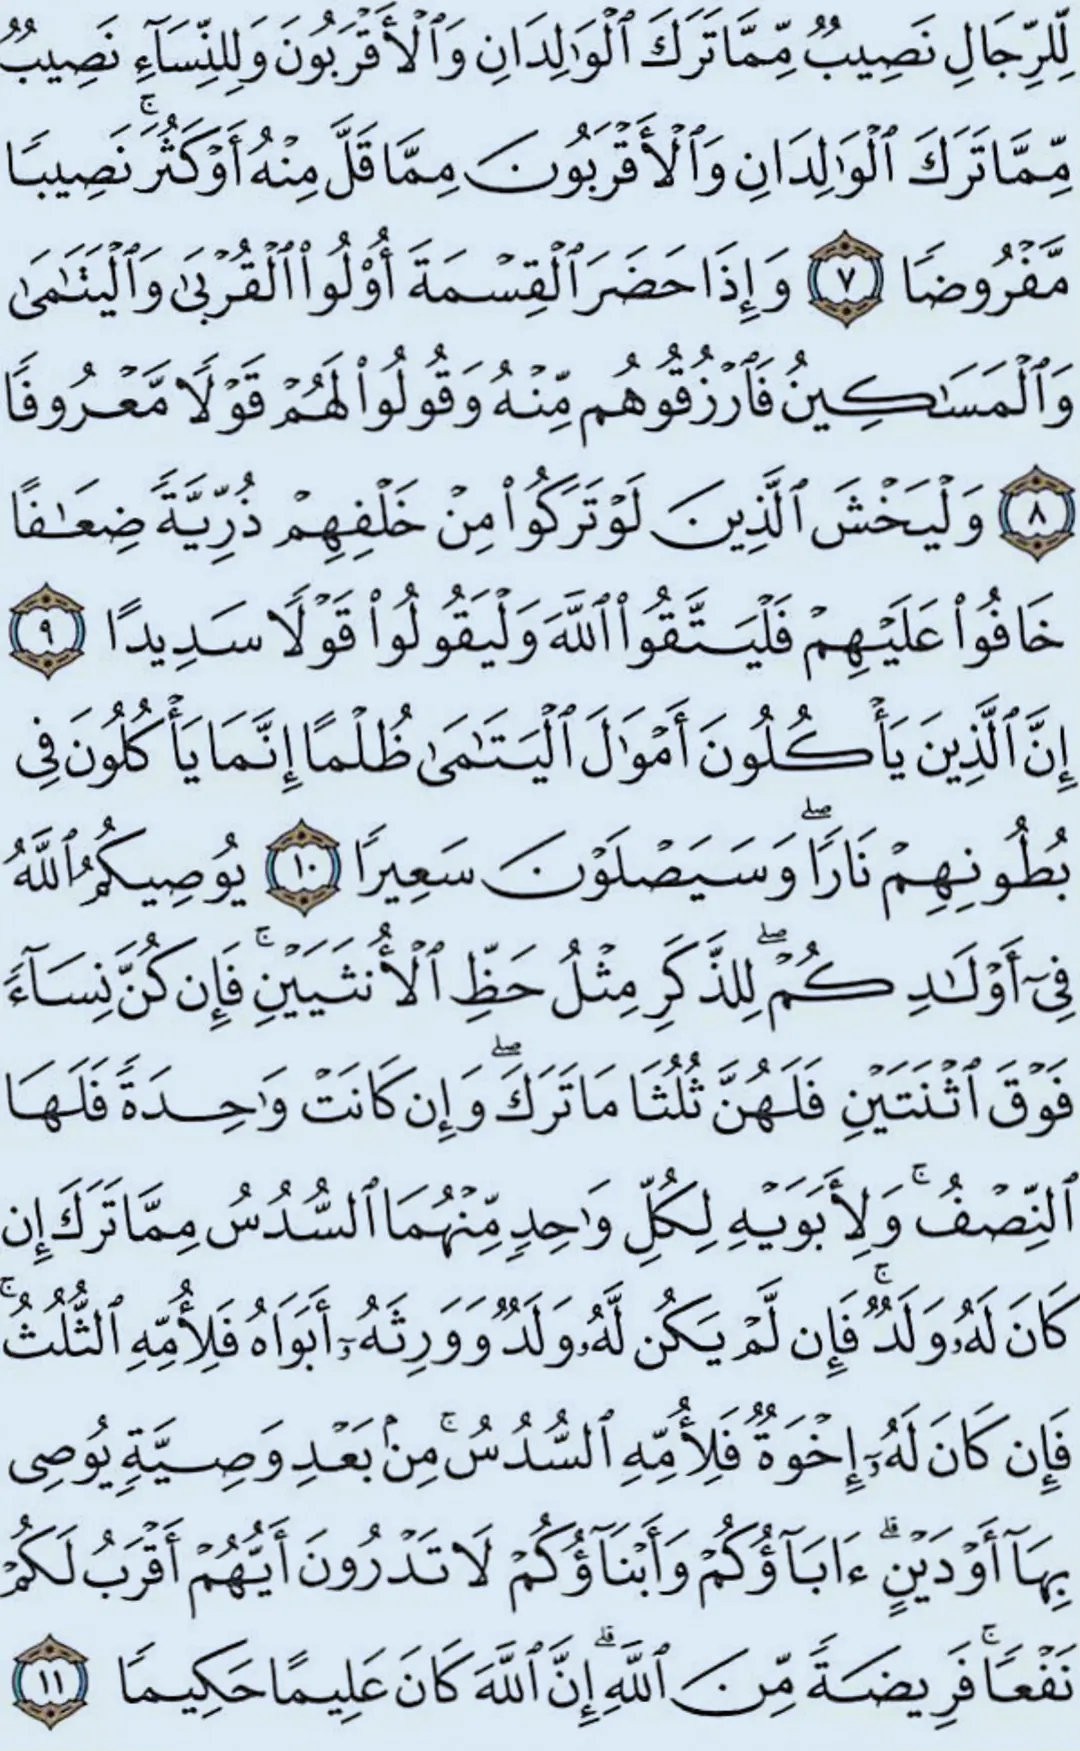 لِّلرِّجَالِ نَصِيبٌ مِّمَّا تَرَكَ ٱلْوَٰلِدَانِ وَٱلْأَقْرَبُونَ وَلِلنِّسَآءِ نَصِيبٌ
مِّمَّا تَرَكَ ٱلْوَٰلِدَانِ وَٱلْأَقْرَبُونَ مِمَّا قَلَّ مِنْهُ أَوْ كَثُرَ ۚ نَصِيبًا
مَّفْرُوضًا ٧ وَإِذَا حَضَرَ ٱلْقِسْمَةَ أُو۟لُوا۟ ٱلْقُرْبَىٰ وَٱلْيَتَٰمَىٰ
وَٱلْمَسَٰكِينُ فَٱرْزُقُوهُم مِّنْهُ وَقُولُوا۟ لَهُمْ قَوْلًا مَّعْرُوفًا
٨ وَلْيَخْشَ ٱلَّذِينَ لَوْ تَرَكُوا۟ مِنْ خَلْفِهِمْ ذُرِّيَّةً ضِعَٰفًا
خَافُوا۟ عَلَيْهِمْ فَلْيَتَّقُوا۟ ٱللَّهَ وَلْيَقُولُوا۟ قَوْلًا سَدِيدًا ٩
إِنَّ ٱلَّذِينَ يَأْكُلُونَ أَمْوَٰلَ ٱلْيَتَٰمَىٰ ظُلْمًا إِنَّمَا يَأْكُلُونَ فِى
بُطُونِهِمْ نَارًا ۖ وَسَيَصْلَوْنَ سَعِيرًا ١٠ يُوصِيكُمُ ٱللَّهُ
فِىٓ أَوْلَٰدِكُمْ ۖ لِلذَّكَرِ مِثْلُ حَظِّ ٱلْأُنثَيَيْنِ ۚ فَإِن كُنَّ نِسَآءً
فَوْقَ ٱثْنَتَيْنِ فَلَهُنَّ ثُلُثَا مَا تَرَكَ ۖ وَإِن كَانَتْ وَٰحِدَةً فَلَهَا
ٱلنِّصْفُ ۚ وَلِأَبَوَيْهِ لِكُلِّ وَٰحِدٍ مِّنْهُمَا ٱلسُّدُسُ مِمَّا تَرَكَ إِن
كَانَ لَهُۥ وَلَدٌ ۚ فَإِن لَّمْ يَكُن لَّهُۥ وَلَدٌ وَوَرِثَهُۥٓ أَبَوَاهُ فَلِأُمِّهِ ٱلثُّلُثُ ۚ
فَإِن كَانَ لَهُۥٓ إِخْوَةٌ فَلِأُمِّهِ ٱلسُّدُسُ ۚ مِنۢ بَعْدِ وَصِيَّةٍ يُوصِى
بِهَآ أَوْ دَيْنٍ ۗ ءَابَآؤُكُمْ وَأَبْنَآؤُكُمْ لَا تَدْرُونَ أَيُّهُمْ أَقْرَبُ لَكُمْ
نَفْعًا ۚ فَرِيضَةً مِّنَ ٱللَّهِ ۗ إِنَّ ٱللَّهَ كَانَ عَلِيمًا حَكِيمًا ١١